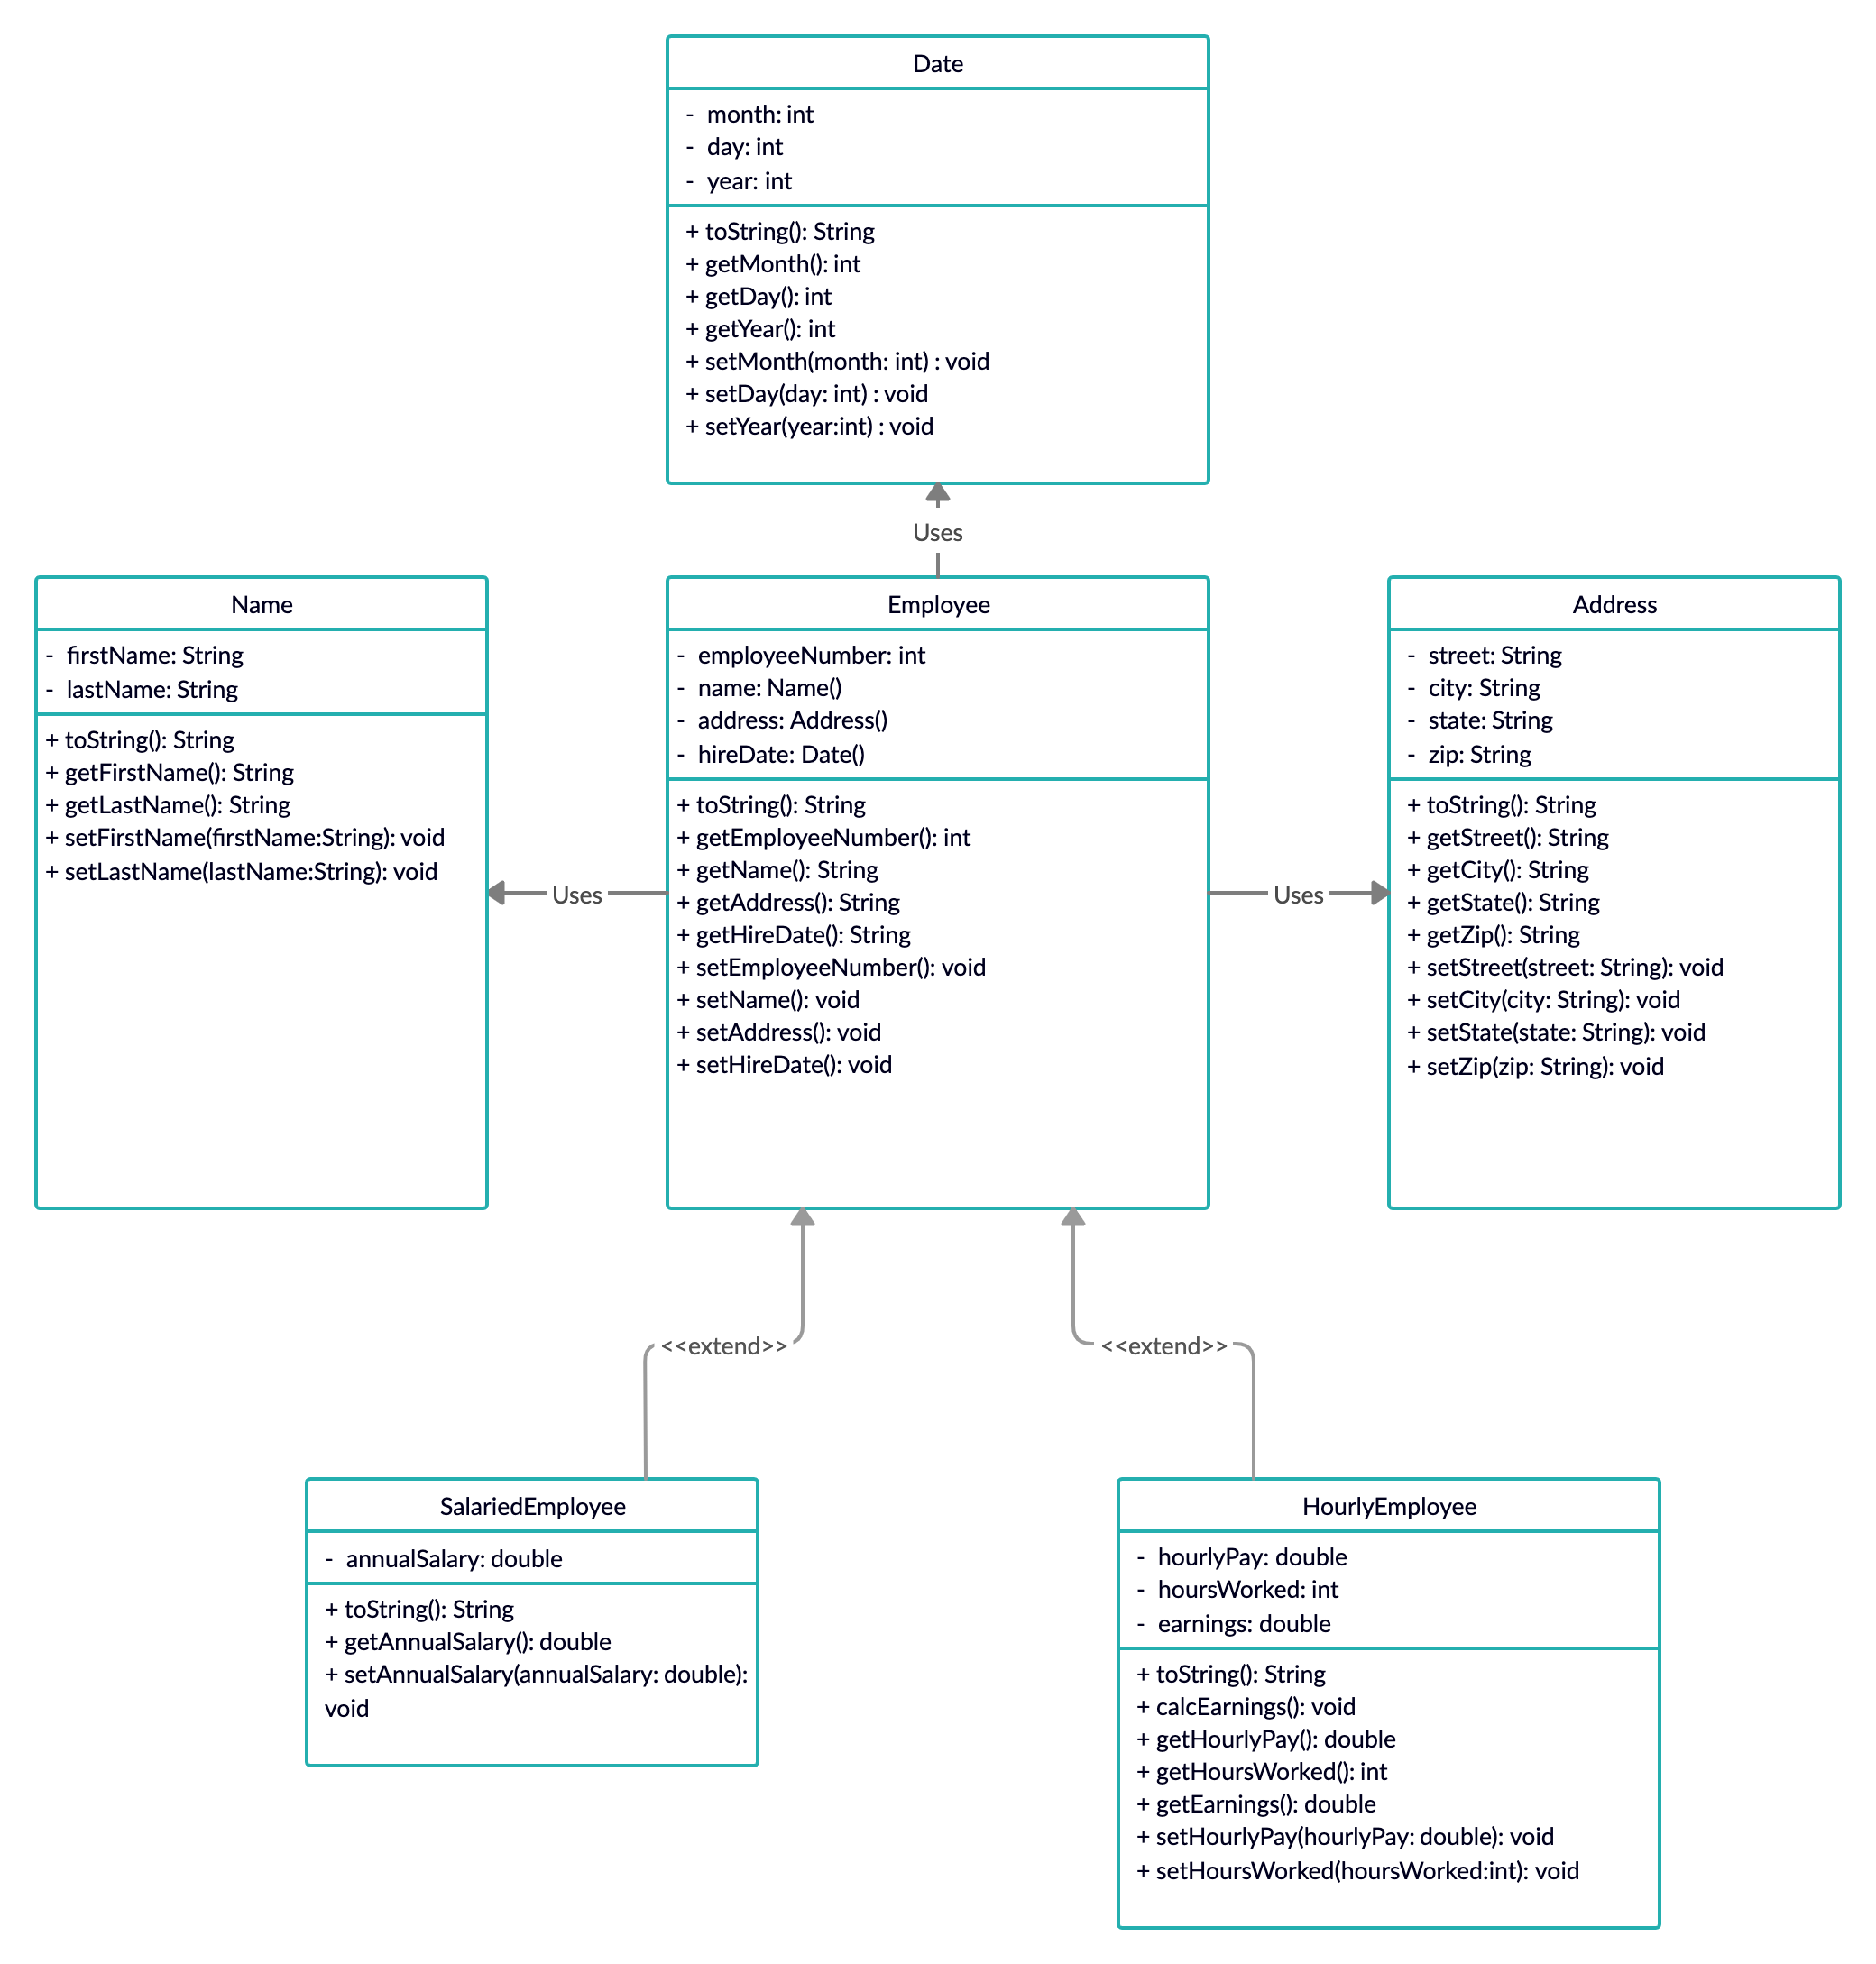 Date
- month: int
- day: int
- year: int
+ toString(): String
+ getMonth(): int
+ getDay(): int
+ getYear(): int
+ setMonth(month: int) : void
+ setDay(day: int) : void
+ setYear(year:int) : void
Uses
Name
- firstName: String
- lastName: String
+ toString(): String
+ getFirstName(): String
+ getLastName(): String
+ setFirstName(firstName:String): void
+ setLastName(lastName:String): void
Uses
Employee
- employeeNumber: int
- name: Name()
- address: Address()
- hireDate: Date()
+ toString(): String
+ getEmployeeNumber(): int
+ getName(): String
+ getAddress(): String
+ getHireDate(): String
+ setEmployeeNumber(): void
+ setName(): void
+ setAddress(): void
+ setHireDate(): void
Uses
Address
- street: String
- city: String
- state: String
- zip: String
+ toString(): String
+ getStreet(): String
+ getCity(): String
+ getState(): String
+ getZip(): String
+ setStreet(street: String): void
+ setCity(city: String): void
+ setState(state: String): void
+ setZip(zip: String): void
<<extend>>
<<extend>>
SalariedEmployee
- annualSalary: double
+ toString(): String
+ getAnnualSalary(): double
+ setAnnualSalary(annualSalary: double):
void
HourlyEmployee
- hourlyPay: double
- hoursWorked: int
- earnings: double
+ toString(): String
+ calcEarnings(): void
+ getHourlyPay(): double
+ getHoursWorked(): int
+ getEarnings(): double
+ setHourlyPay(hourlyPay: double): void
+ setHoursWorked(hoursWorked:int): void